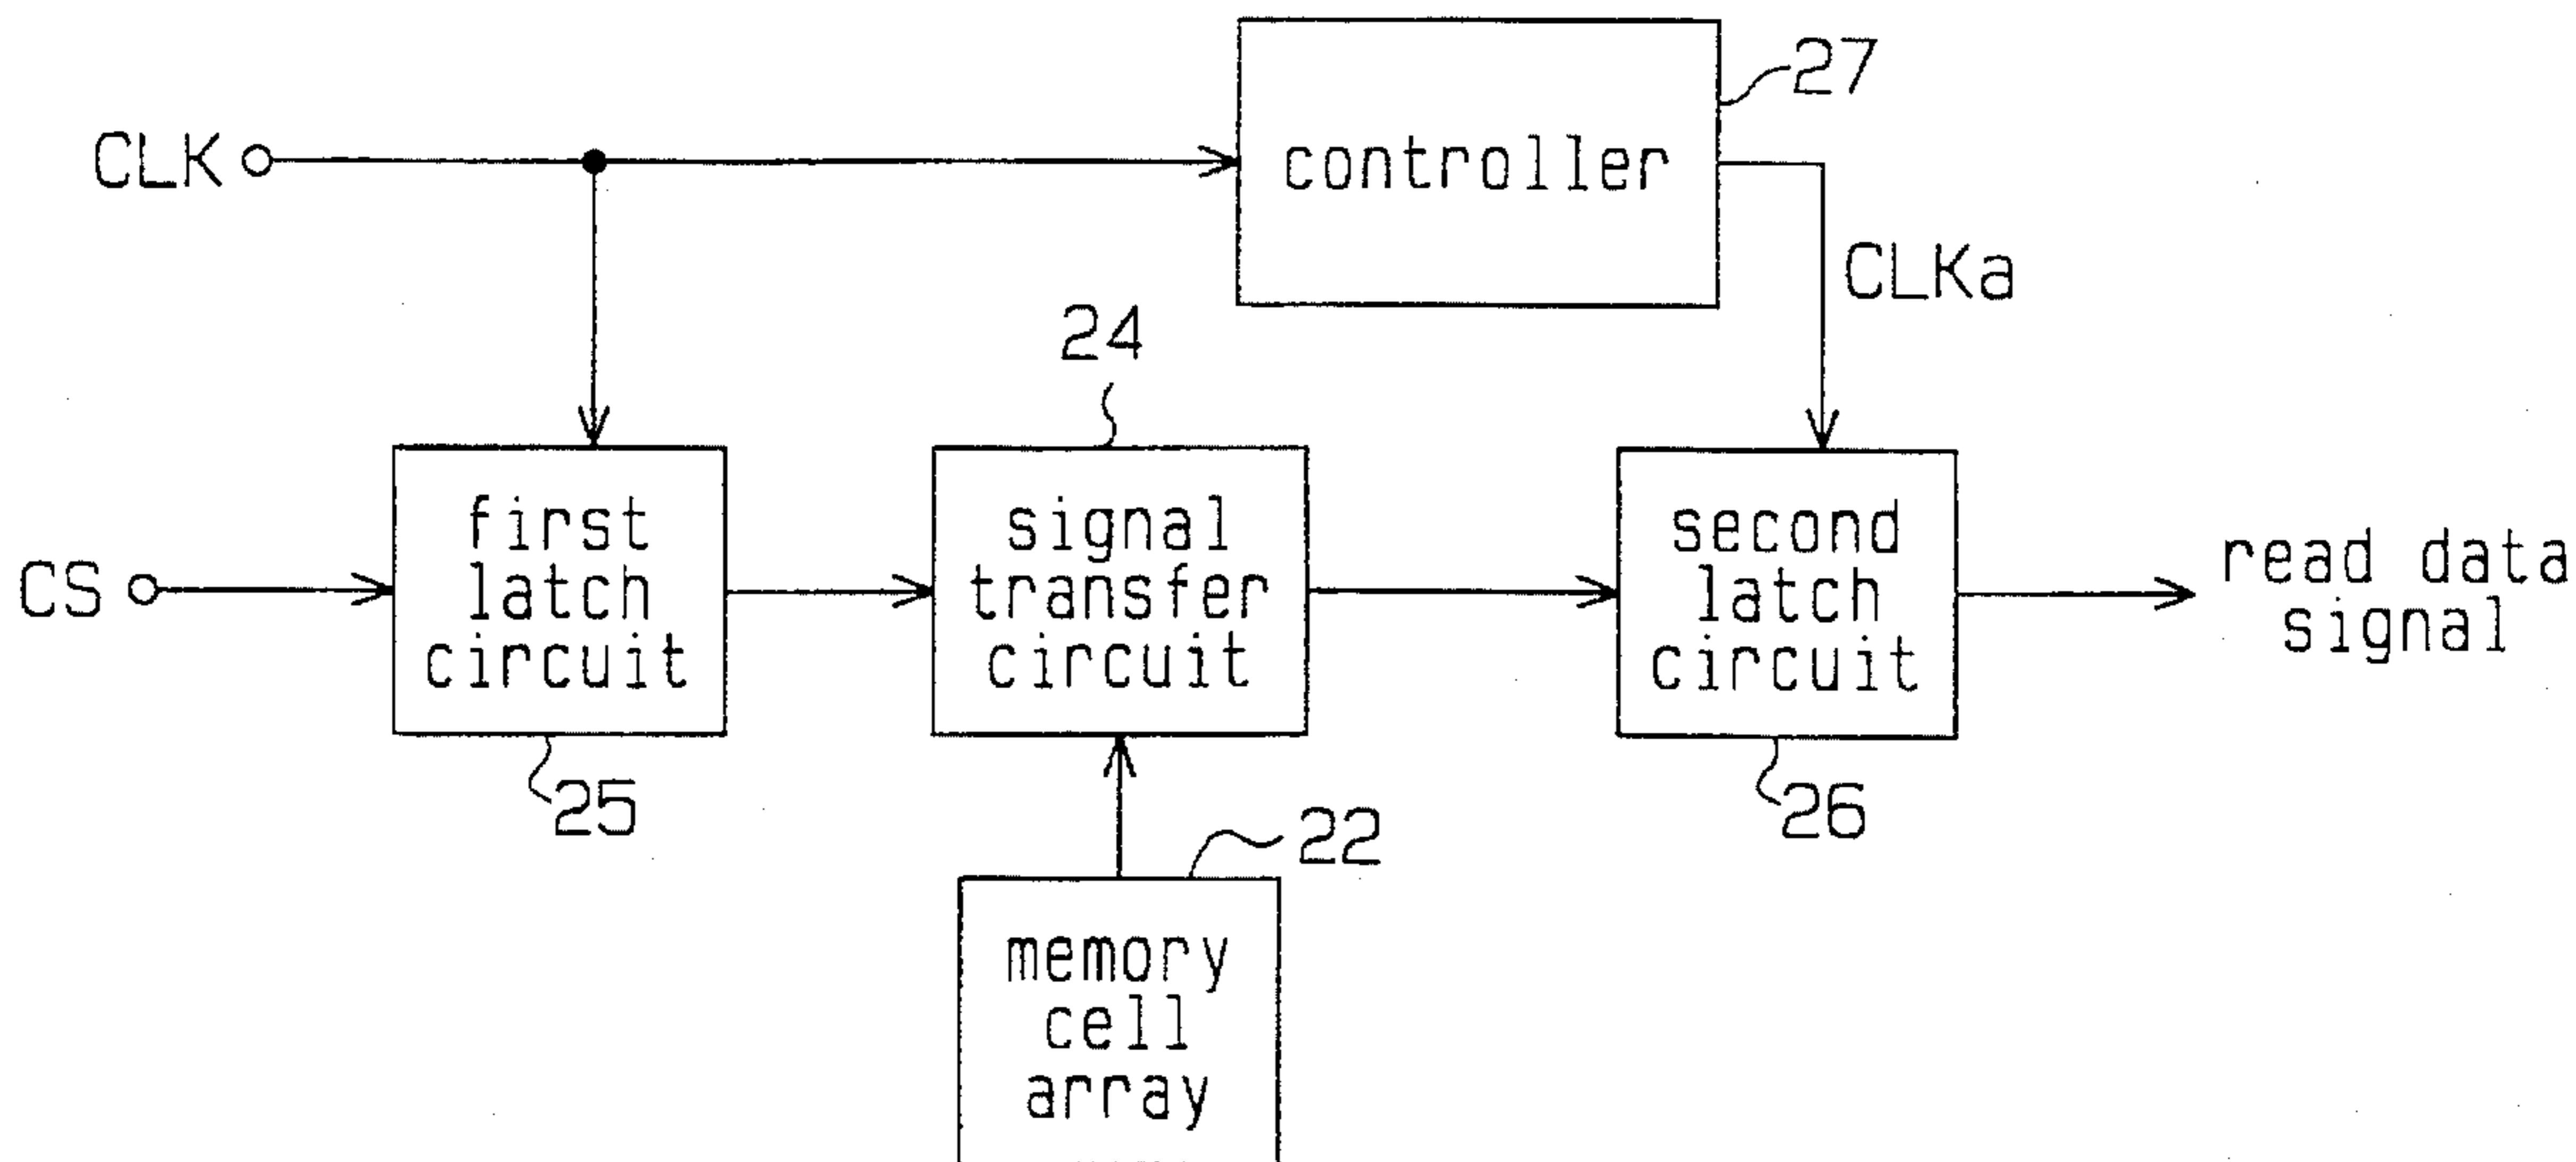 27
CLK
controller
CLKa
24
first
latch
circuit
signal
transfer
circuit
second
latch
circuit
CS
read data
signal
25
26
22
memory
cell
array